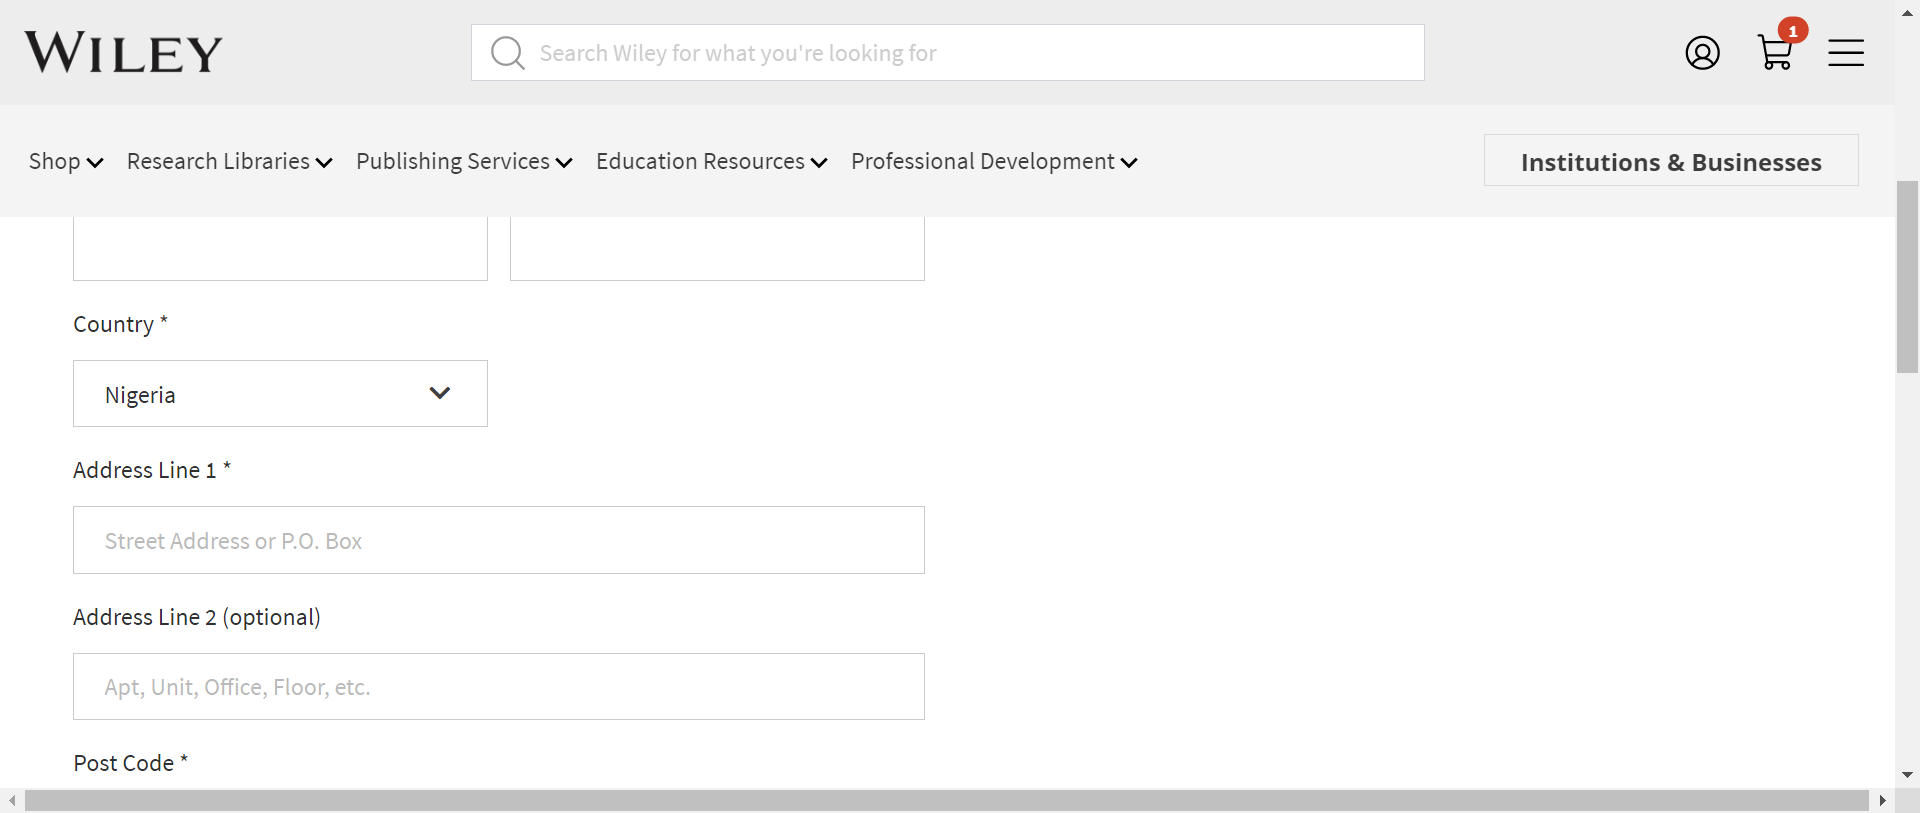 WILEY
Search Wiley for what you're looking for
1
Shop Research Libraries Publishing Services Education Resources Professional Development Institutions & Businesses
Country *
Nigeria
Address Line 1 *
Street Address or P.O. Box
Address Line 2 (optional)
Apt, Unit, Office, Floor, etc.
Post Code *